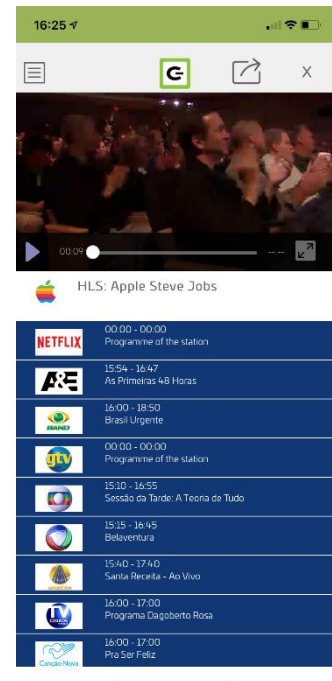 16:25
G
X
00:09
--:--
HLS: Apple Steve Jobs
NETFLIX
00:00 - 00:00
Programme of the station
A&E
15:54 - 16:47
As Primeiras 48 Horas
BAND
16:00 - 18:50
Brasil Urgente
gtv
00:00 - 00:00
Programme of the station
15:10 - 16:55
Sessão da Tarde: A Teoria de Tudo
15:15 - 16:45
Belaventura
15:40 - 17:40
Santa Receita - Ao Vivo
16:00 - 17:00
Programa Dagoberto Rosa
Canção Nova
16:00 - 17:00
Pra Ser Feliz